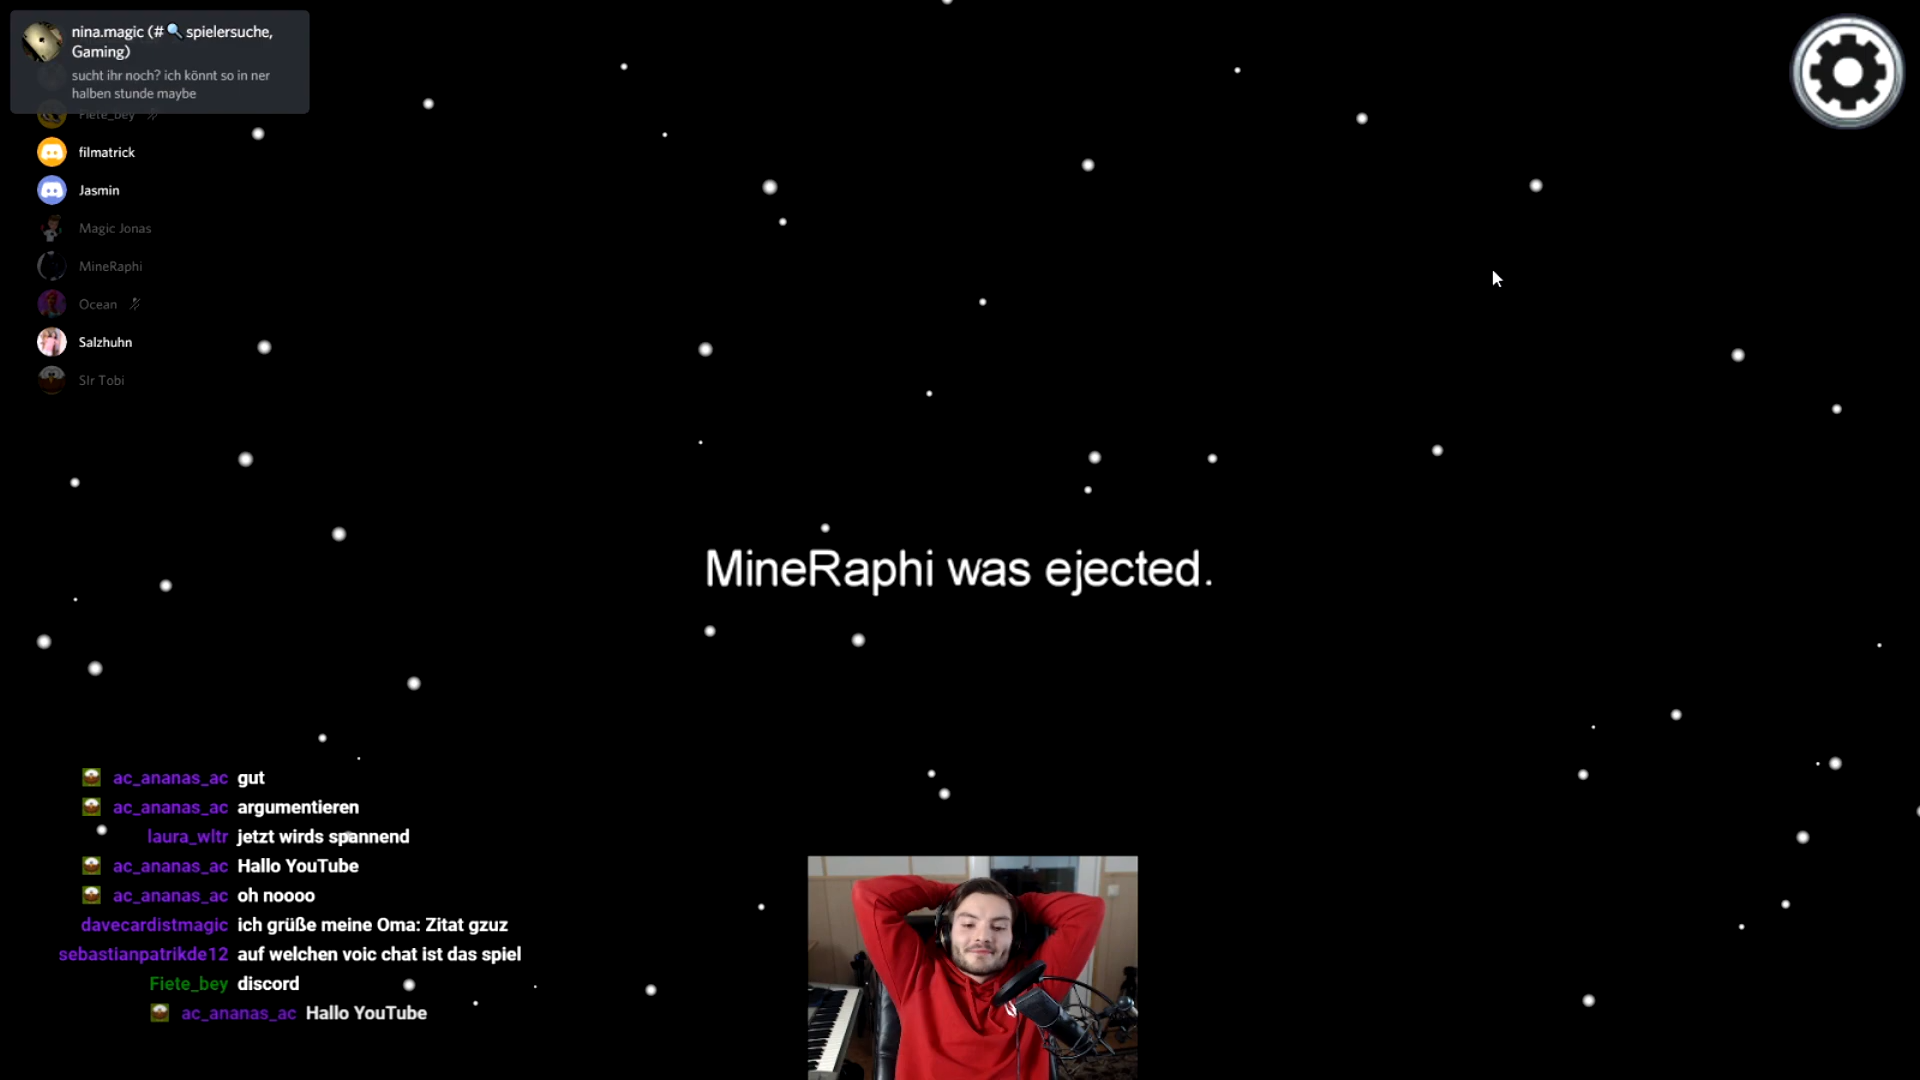 nina.magic (#🔍 spielersuche,
Gaming)
sucht ihr noch? ich könnt so in ner
halben stunde maybe
Fiete_bey
filmatrick
Jasmin
Magic Jonas
MineRaphi
Ocean
Salzhuhn
SIr Tobi
MineRaphi was ejected.
ac_ananas_ac gut
ac_ananas_ac argumentieren
laura_wltr jetzt wirds spannend
ac_ananas_ac Hallo YouTube
ac_ananas_ac oh noooo
davecardistmagic ich grüße meine Oma: Zitat gzuz
sebastianpatrikde12 auf welchen voic chat ist das spiel
Fiete_bey discord
ac_ananas_ac Hallo YouTube